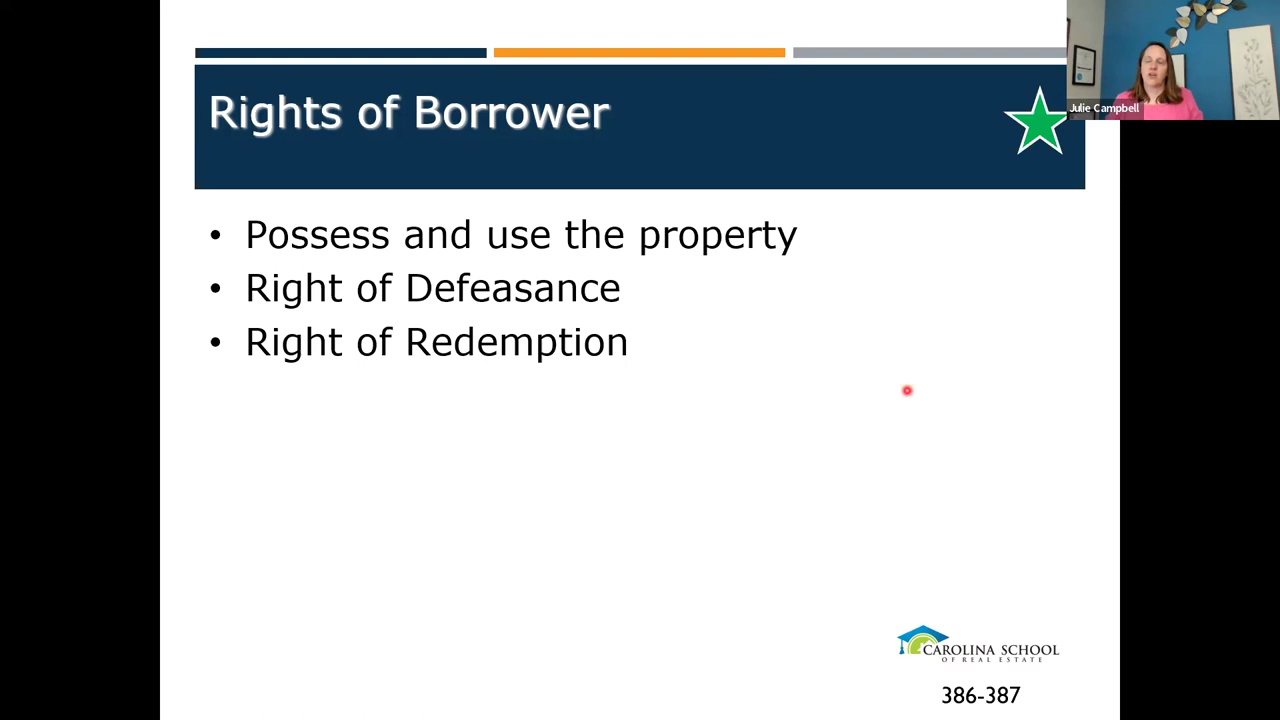 Rights of Borrower
Julie Campbell
• Possess and use the property
• Right of Defeasance
• Right of Redemption
CAROLINA SCHOOL
OF REAL ESTATE
386-387